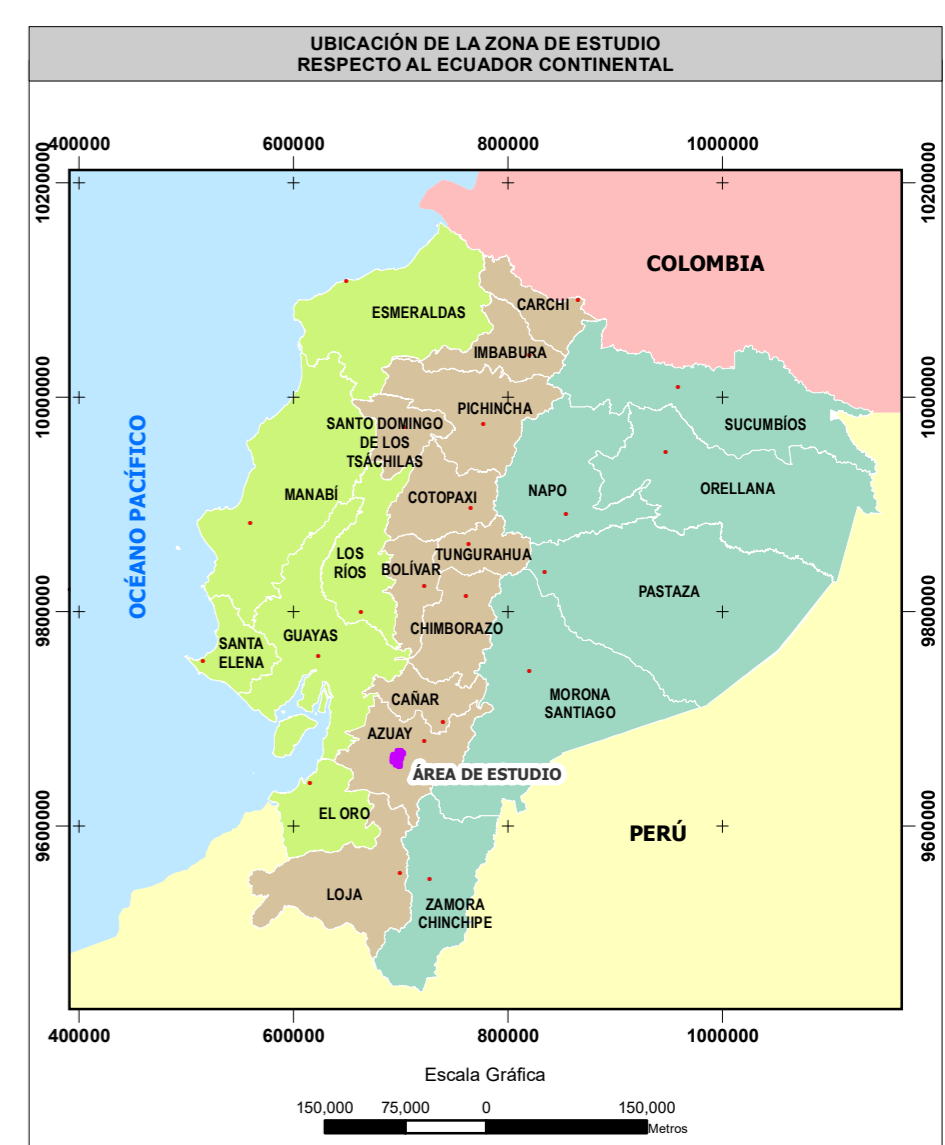 UBICACIÓN DE LA ZONA DE ESTUDIO
RESPECTO AL ECUADOR CONTINENTAL
400000 600000 800000 1000000
10200000 10200000
COLOMBIA
CARCHI
ESMERALDAS
IMBABURA
10000000 10000000
PICHINCHA
SANTO DOMINGO
DE LOS
TSÁCHILAS
SUCUMBÍOS
OCÉANO PACÍFICO
MANABÍ
COTOPAXI
NAPO
ORELLANA
LOS
RÍOS
TUNGURAHUA
BOLÍVAR
PASTAZA
9800000 9800000
CHIMBORAZO
GUAYAS
SANTA
ELENA
MORONA
SANTIAGO
CAÑAR
AZUAY
ÁREA DE ESTUDIO
EL ORO
9600000 9600000
PERÚ
LOJA
ZAMORA
CHINCHIPE
400000 600000 800000 1000000
Escala Gráfica
150,000 75,000 0 150,000
Metros